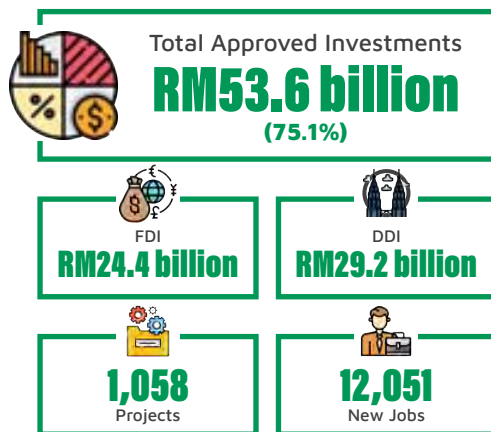 Total Approved Investments
RM53.6 billion
(75.1%)
FDI
RM24.4 billion
DDI
RM29.2 billion
1,058
Projects
12,051
New Jobs